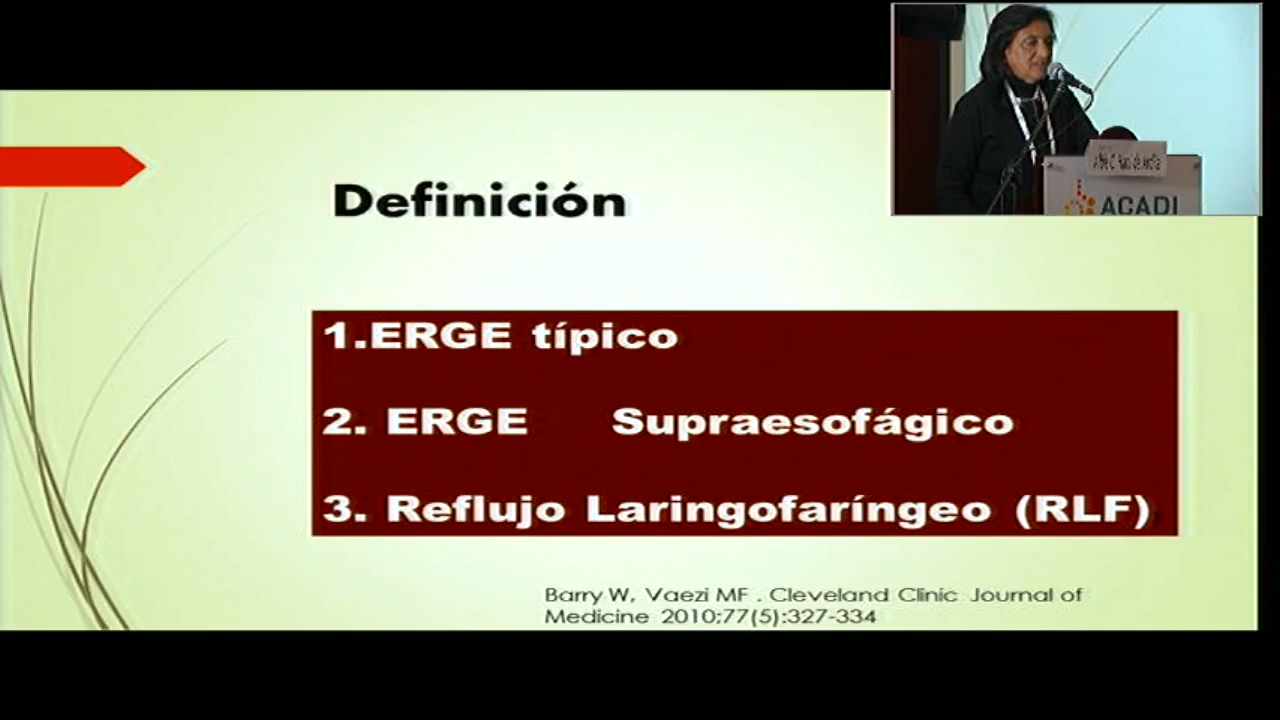 Definición
1.ERGE típico
2. ERGE Supraesofágico
3. Reflujo Laringofaríngeo (RLF)
Barry W, Vaezi MF . Cleveland Clinic Journal of
Medicine 2010;77(5):327-334
ACADI